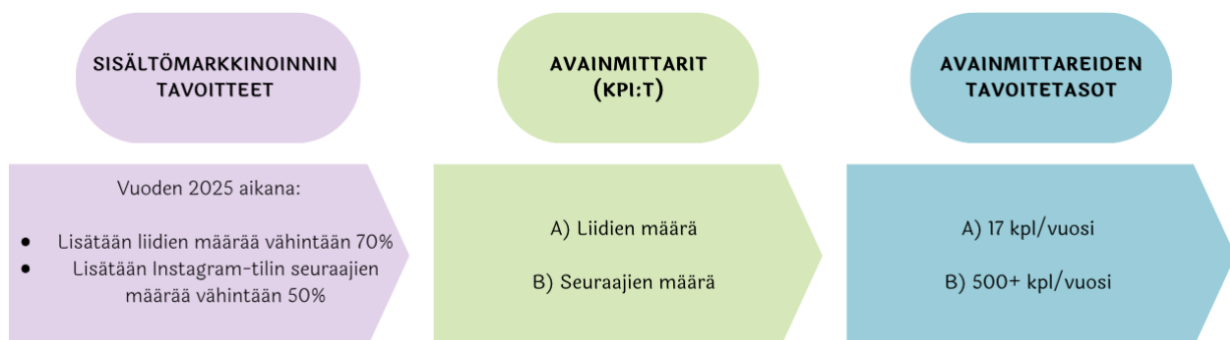 SISÄLTÖMARKKINOINNIN
TAVOITTEET
AVAINMITTARIT
(KPI:T)
AVAINMITTAREIDEN
TAVOITETASOT
Vuoden 2025 aikana:
• Lisätään liidien määrää vähintään 70%
• Lisätään Instagram-tilin seuraajien
määrää vähintään 50%
A) Liidien määrä
B) Seuraajien määrä
A) 17 kpl/vuosi
B) 500+ kpl/vuosi